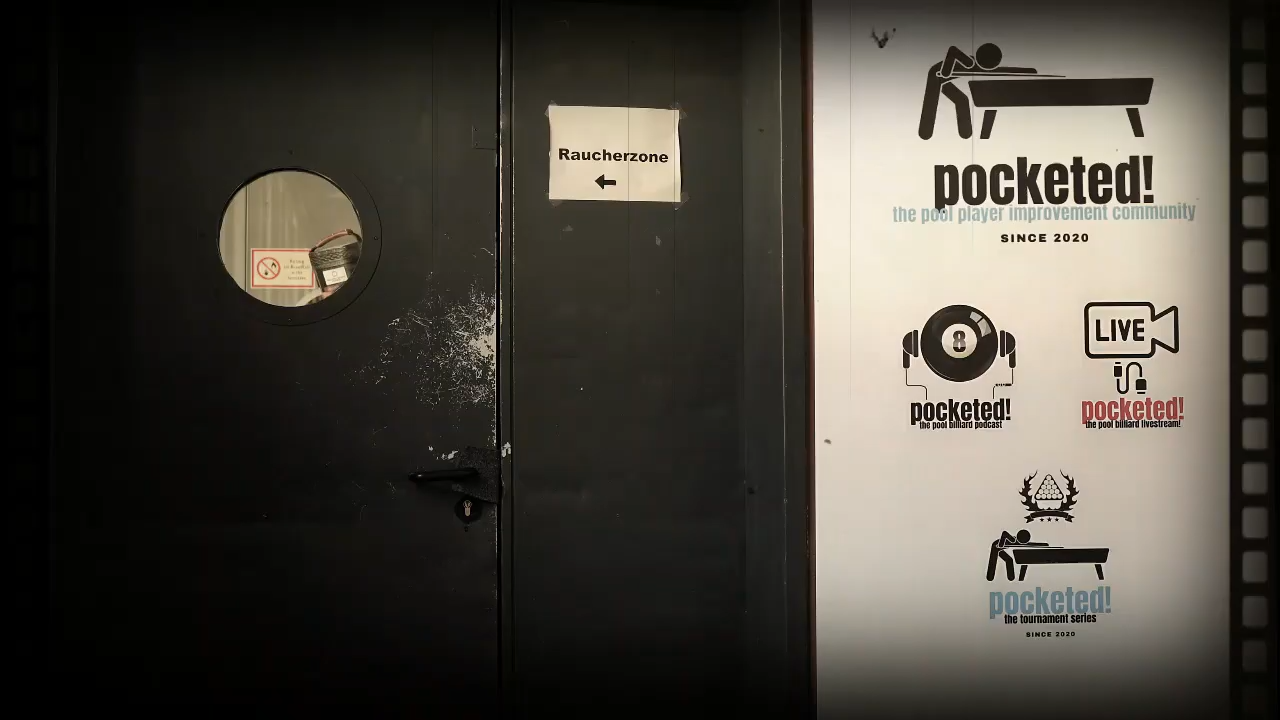 Raucherzone
pocketed!
the pool player improvement community
SINCE 2020
8
pocketed!
the pool billiard podcast
LIVE
pocketed!
the pool billiard livestream!
pocketed!
the tournament series
SINCE 2020